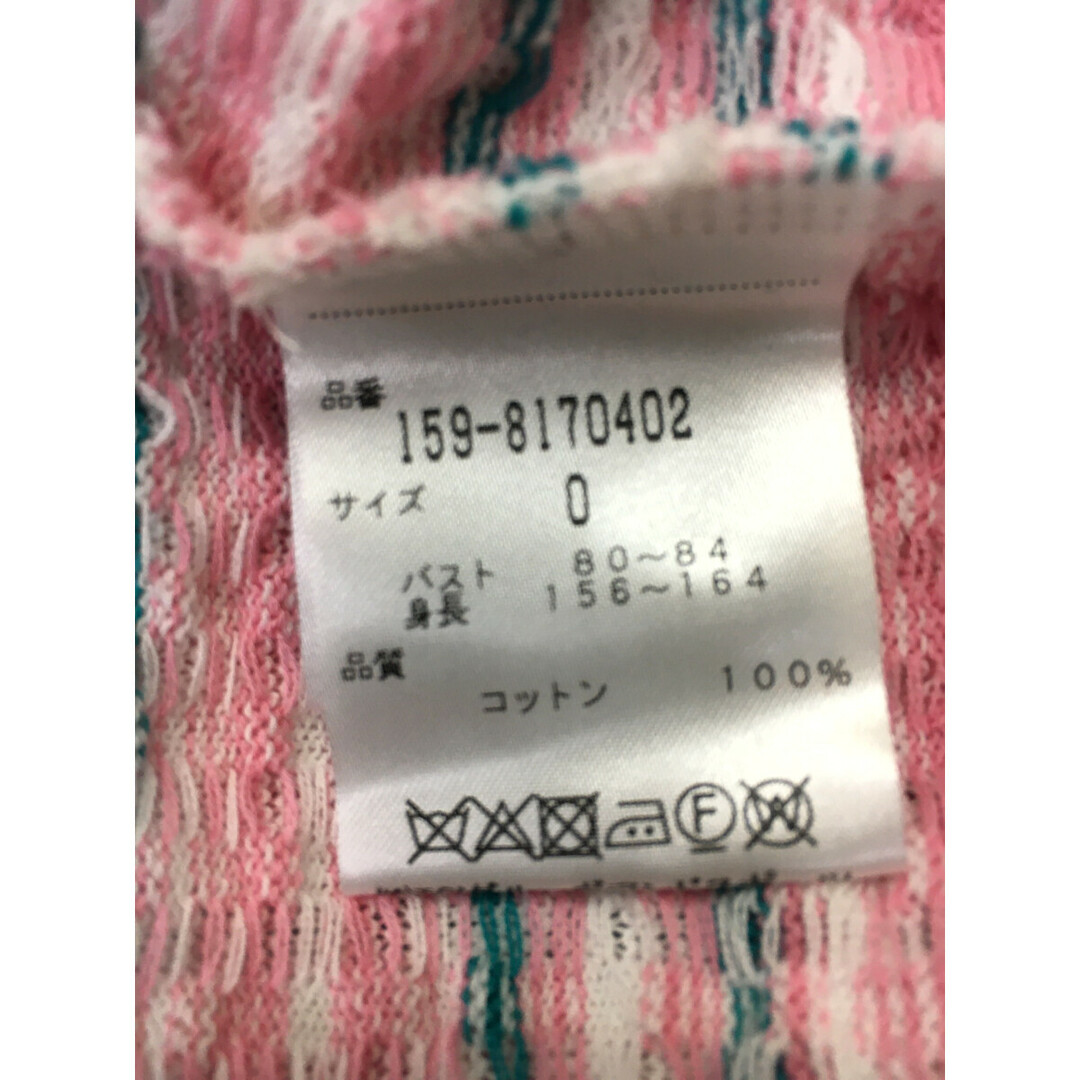 品番
159-8170402
サイズ 0
バスト 80～84
身長 156～164
品質
コットン 100%
F W